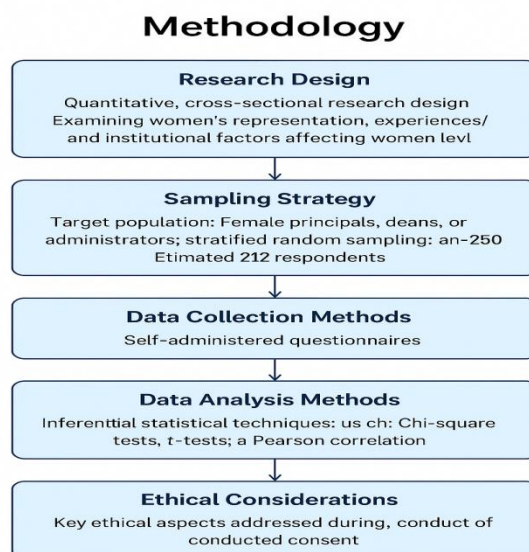 Methodology
Research Design
Quantitative, cross-sectional research design
Examining women's representation, experiences/
and institutional factors affecting women levl
Sampling Strategy
Target population: Female principals, deans, or
administrators; stratified random sampling: an-250
Etimated 212 respondents
Data Collection Methods
Self-administered questionnaires
Data Analysis Methods
Inferential statistical techniques: us ch: Chi-square
tests, t-tests; a Pearson correlation
Ethical Considerations
Key ethical aspects addressed during, conduct of
conducted consent